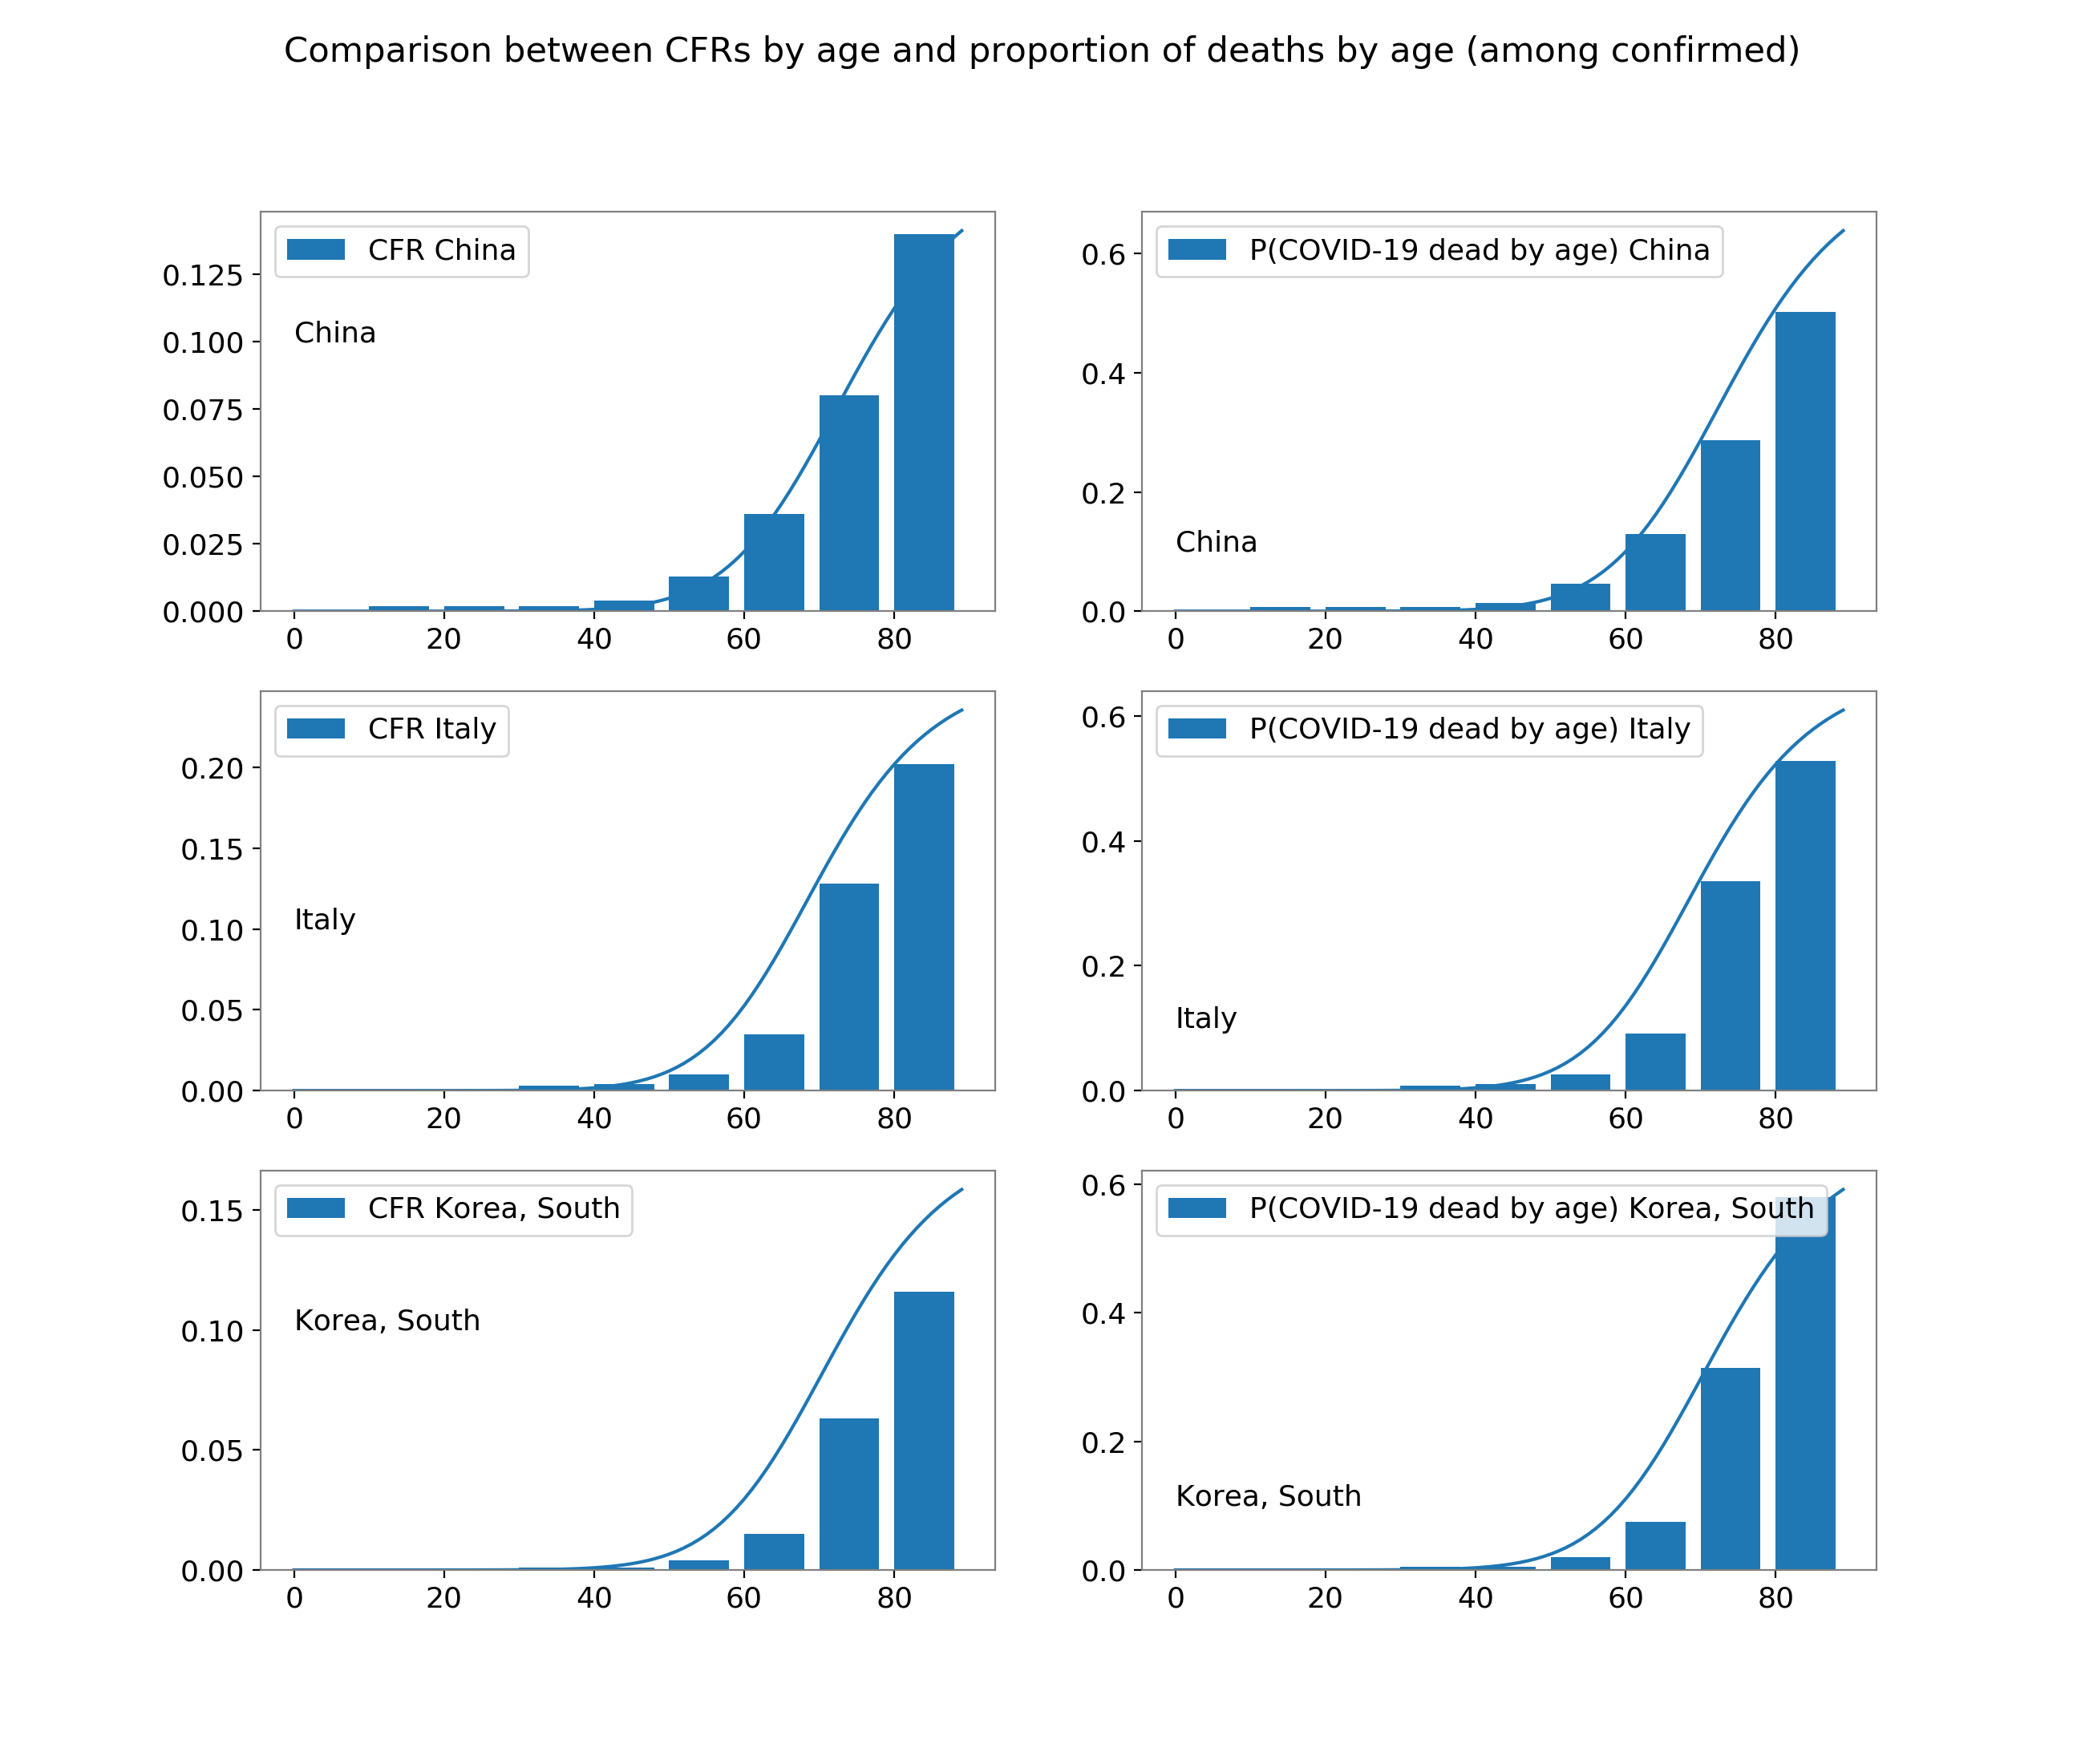 Comparison between CFRs by age and proportion of deaths by age (among confirmed)
CFR China
China
0.125
0.100
0.075
0.050
0.025
0.000
0 20 40 60 80
P(COVID-19 dead by age) China
China
0.6
0.4
0.2
0.0
0 20 40 60 80
CFR Italy
Italy
0.20
0.15
0.10
0.05
0.00
0 20 40 60 80
P(COVID-19 dead by age) Italy
Italy
0.6
0.4
0.2
0.0
0 20 40 60 80
CFR Korea, South
Korea, South
0.15
0.10
0.05
0.00
0 20 40 60 80
P(COVID-19 dead by age) Korea, South
Korea, South
0.6
0.4
0.2
0.0
0 20 40 60 80